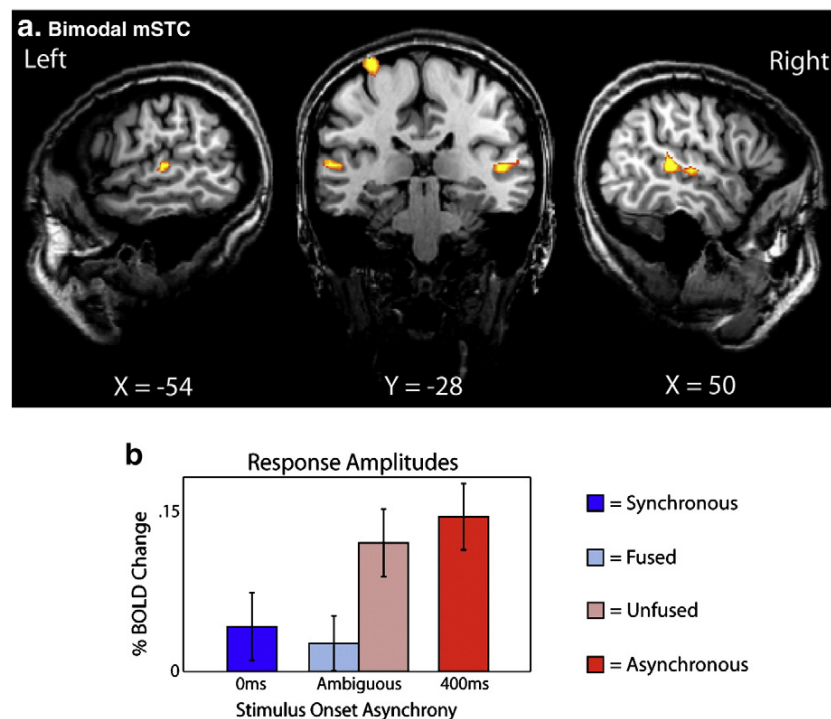 a. Bimodal mSTC
Left
Right
X = -54
Y = -28
X = 50
b
Response Amplitudes
% BOLD Change
.15
0
0ms
Ambiguous
400ms
Stimulus Onset Asynchrony
= Synchronous
= Fused
= Unfused
= Asynchronous